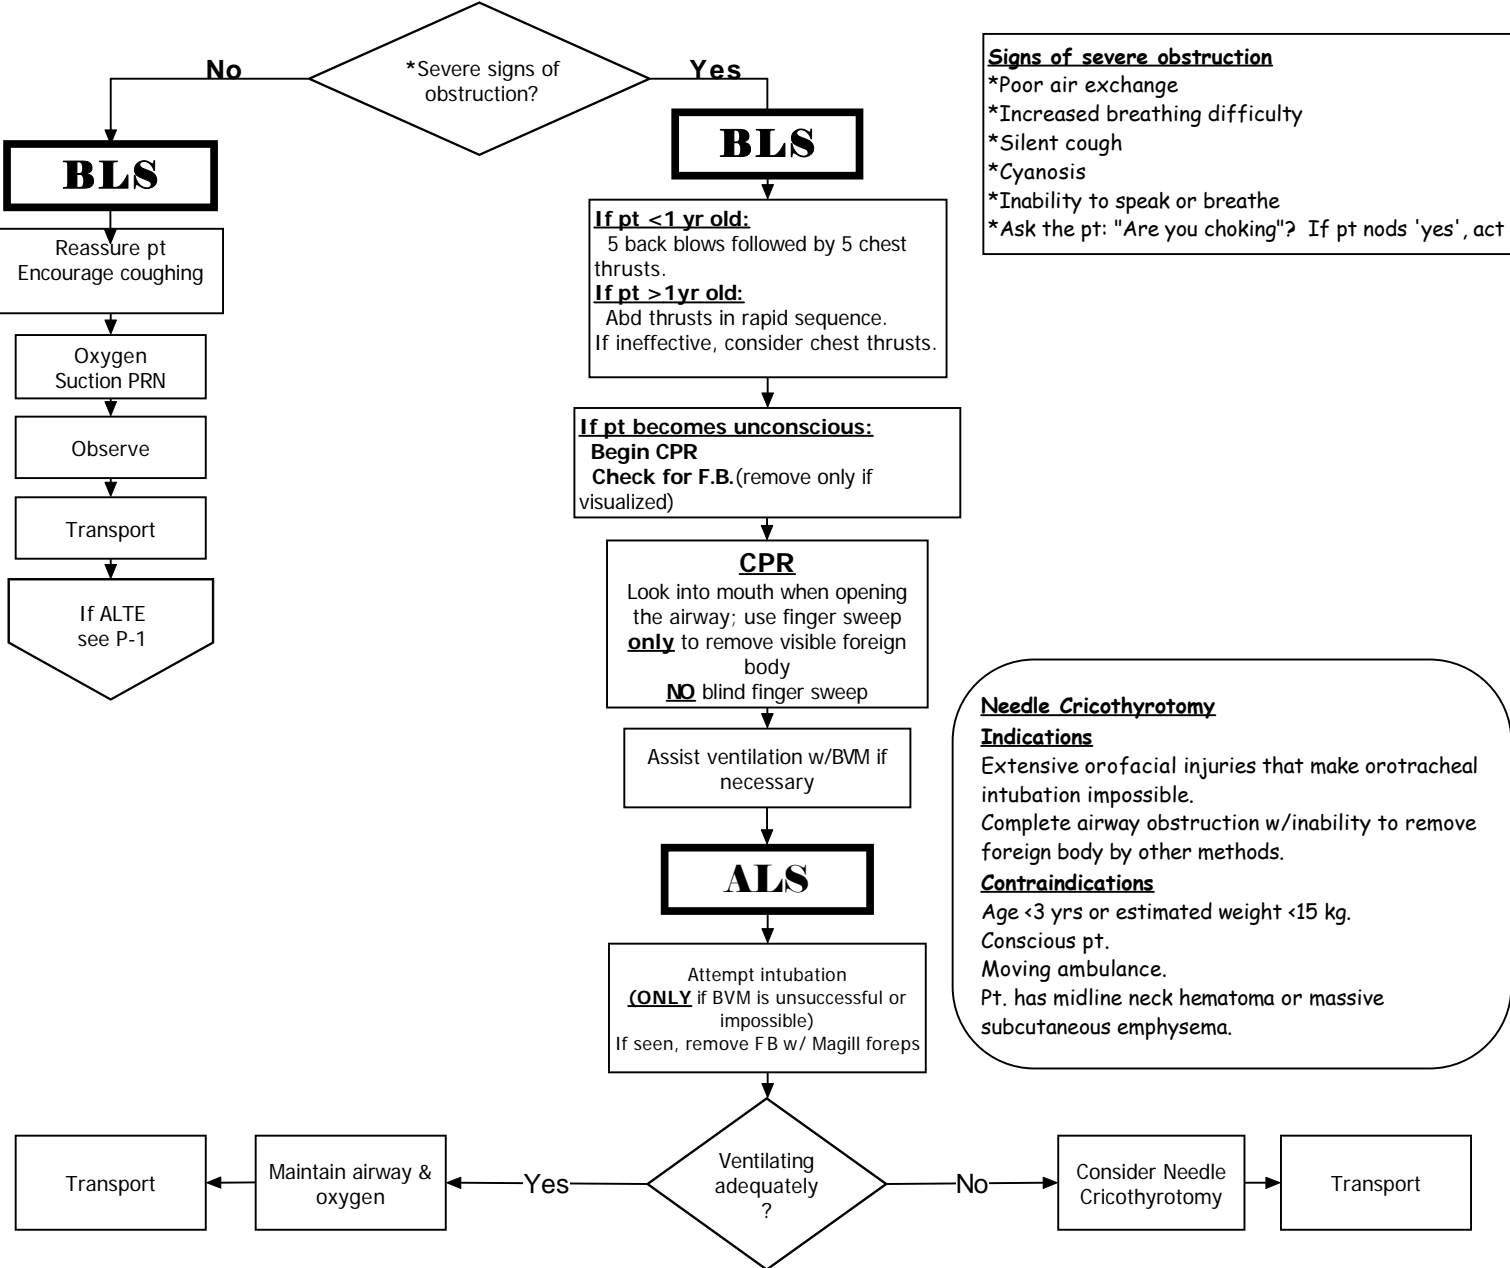 *Severe signs of
obstruction?
No
Yes
Signs of severe obstruction
*Poor air exchange
*Increased breathing difficulty
*Silent cough
*Cyanosis
*Inability to speak or breathe
*Ask the pt: "Are you choking"? If pt nods 'yes', act
BLS
Reassure pt
Encourage coughing
Oxygen
Suction PRN
Observe
Transport
If ALTE
see P-1
BLS
If pt <1 yr old:
5 back blows followed by 5 chest
thrusts.
If pt >1yr old:
Abd thrusts in rapid sequence.
If ineffective, consider chest thrusts.
If pt becomes unconscious:
Begin CPR
Check for F.B.(remove only if
visualized)
CPR
Look into mouth when opening
the airway; use finger sweep
only to remove visible foreign
body
NO blind finger sweep
Assist ventilation w/BVM if
necessary
ALS
Attempt intubation
(ONLY if BVM is unsuccessful or
impossible)
If seen, remove FB w/ Magill foreps
Needle Cricothyrotomy
Indications
Extensive orofacial injuries that make orotracheal
intubation impossible.
Complete airway obstruction w/inability to remove
foreign body by other methods.
Contraindications
Age <3 yrs or estimated weight <15 kg.
Conscious pt.
Moving ambulance.
Pt. has midline neck hematoma or massive
subcutaneous emphysema.
Ventilating
adequately
?
Yes
Maintain airway &
oxygen
Transport
No
Consider Needle
Cricothyrotomy
Transport